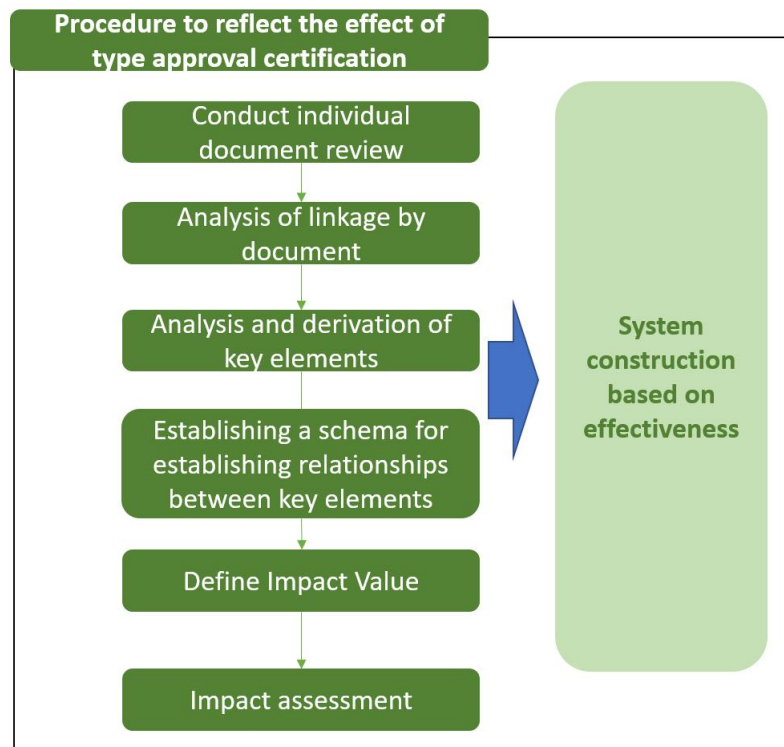 Procedure to reflect the effect of
type approval certification
Conduct individual
document review
Analysis of linkage by
document
Analysis and derivation of
key elements
Establishing a schema for
establishing relationships
between key elements
Define Impact Value
Impact assessment
System
construction
based on
effectiveness